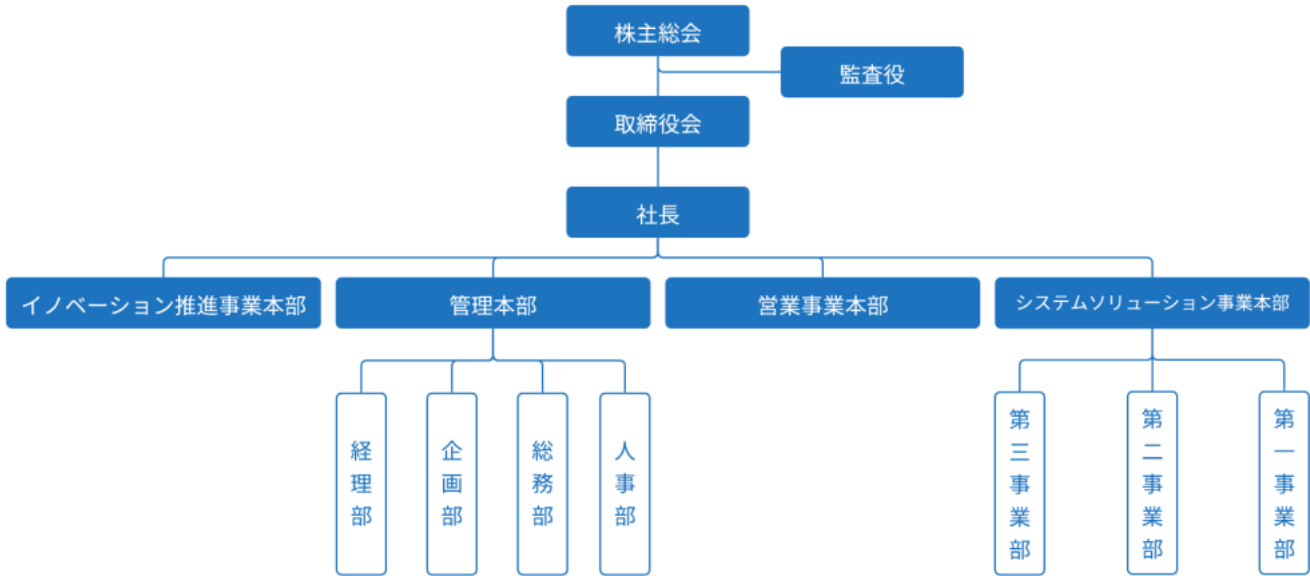 株主総会
監査役
取締役会
社長
イノベーション推進事業本部
管理本部
営業事業本部
システムソリューション事業本部
経理部
企画部
総務部
人事部
第三事業部
第二事業部
第一事業部